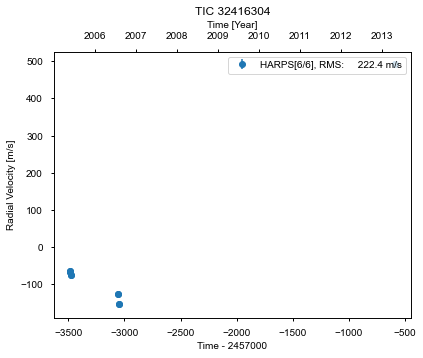 TIC 32416304
Time [Year]
2006 2007 2008 2009 2010 2011 2012 2013
HARPS[6/6], RMS: 222.4 m/s
500
400
300
200
100
0
−100
Radial Velocity [m/s]
−3500 −3000 −2500 −2000 −1500 −1000 −500
Time - 2457000